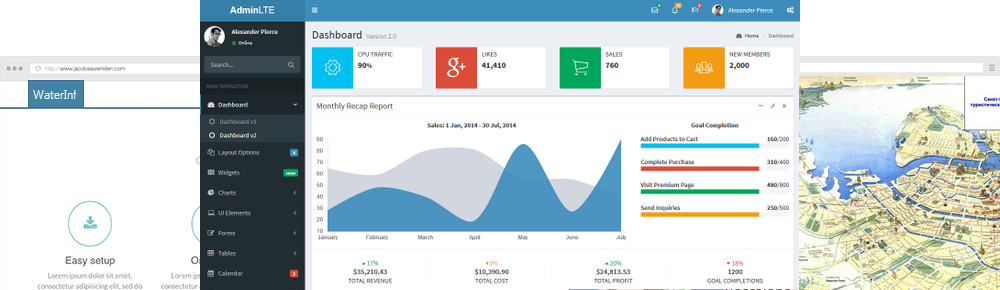 http://www.jacobsawensten.com
WaterInf
Easy setup
Lorem ipsum dolor sit amet,
consectetur adipisicing elit, sed do
AdminLTE
Alexander Pierce
Online
Search...
MAIN NAVIGATION
Dashboard
Dashboard v1
Dashboard v2
Layout Options 4
Widgets new
Charts
UI Elements
Forms
Tables
Calendar 3
Alexander Pierce
Dashboard Version 2.0
Home > Dashboard
CPU TRAFFIC
90%
LIKES
41,410
SALES
760
NEW MEMBERS
2,000
Monthly Recap Report
Sales: 1 Jan, 2014 - 30 Jul, 2014
90
80
70
60
50
40
30
20
10
January February March April May June July
Goal Completion
Add Products to Cart 160/200
Complete Purchase 310/400
Visit Premium Page 480/800
Send Inquiries 250/500
17%
$35,210.43
TOTAL REVENUE
0%
$10,390.90
TOTAL COST
20%
$24,813.53
TOTAL PROFIT
18%
1200
GOAL COMPLETIONS